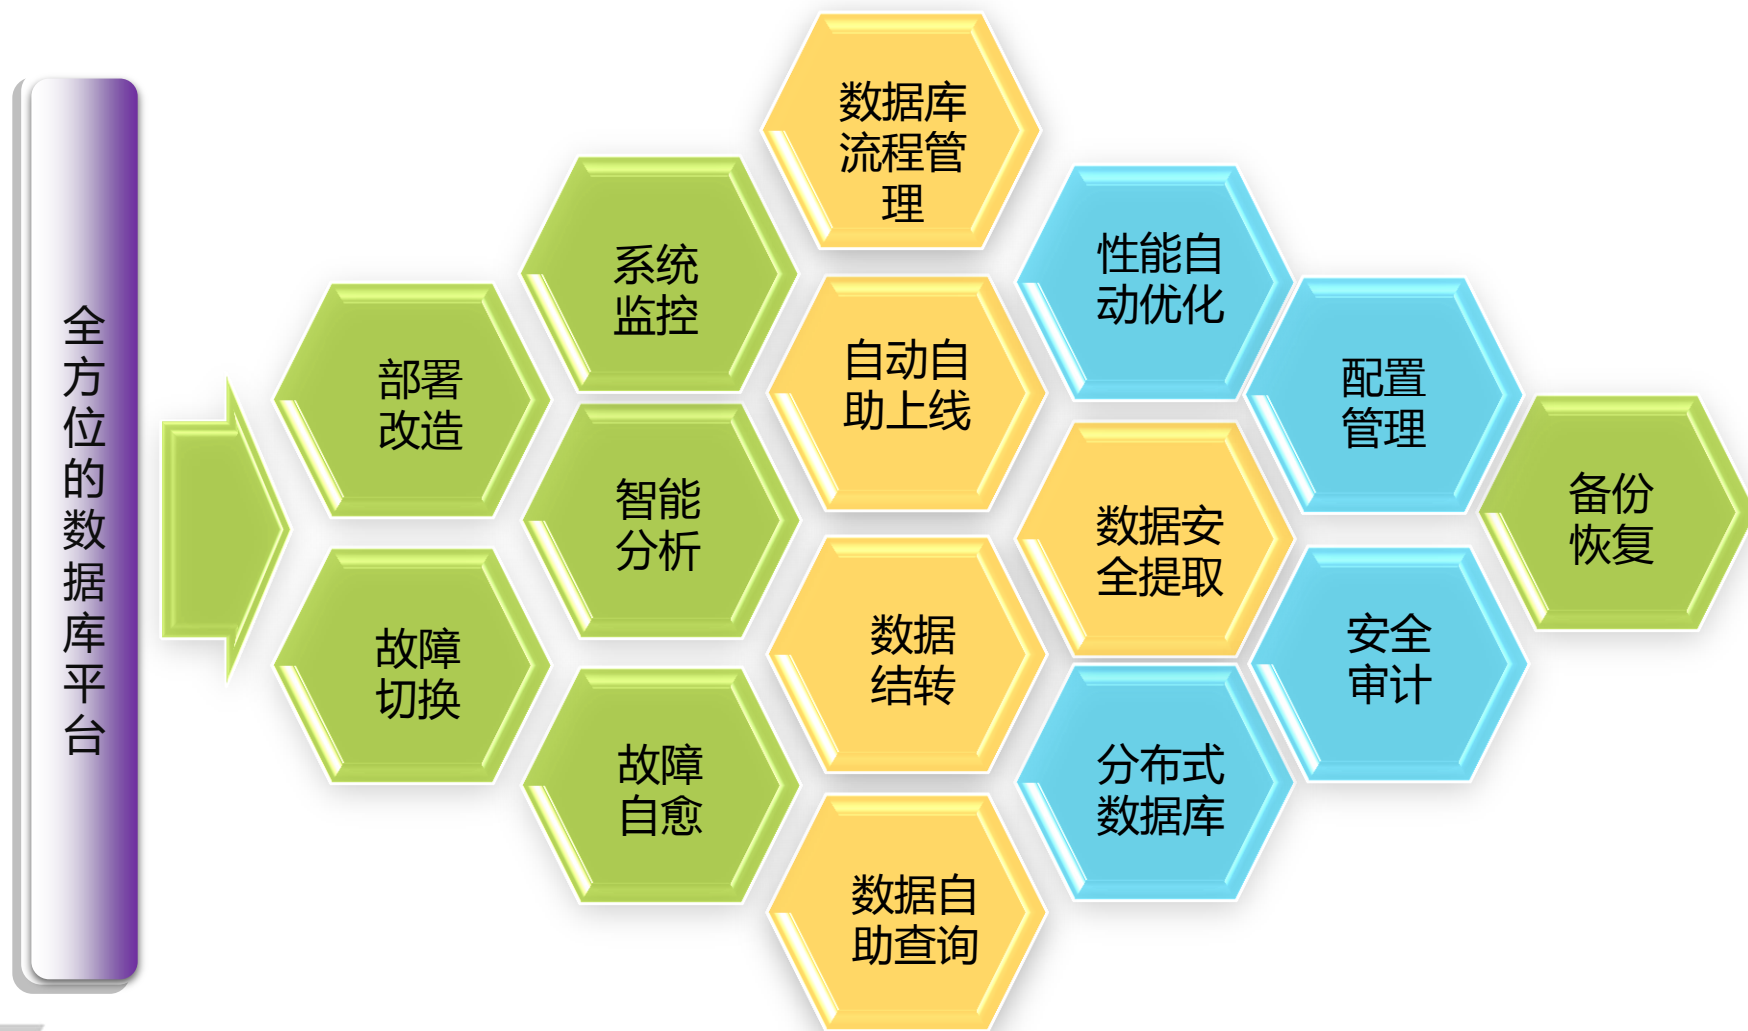 全方位的数据库平台
部署
改造
故障
切换
系统
监控
智能
分析
故障
自愈
数据库
流程管
理
自动自
助上线
数据
结转
数据自
助查询
性能自
动优化
数据安
全提取
分布式
数据库
配置
管理
安全
审计
备份
恢复